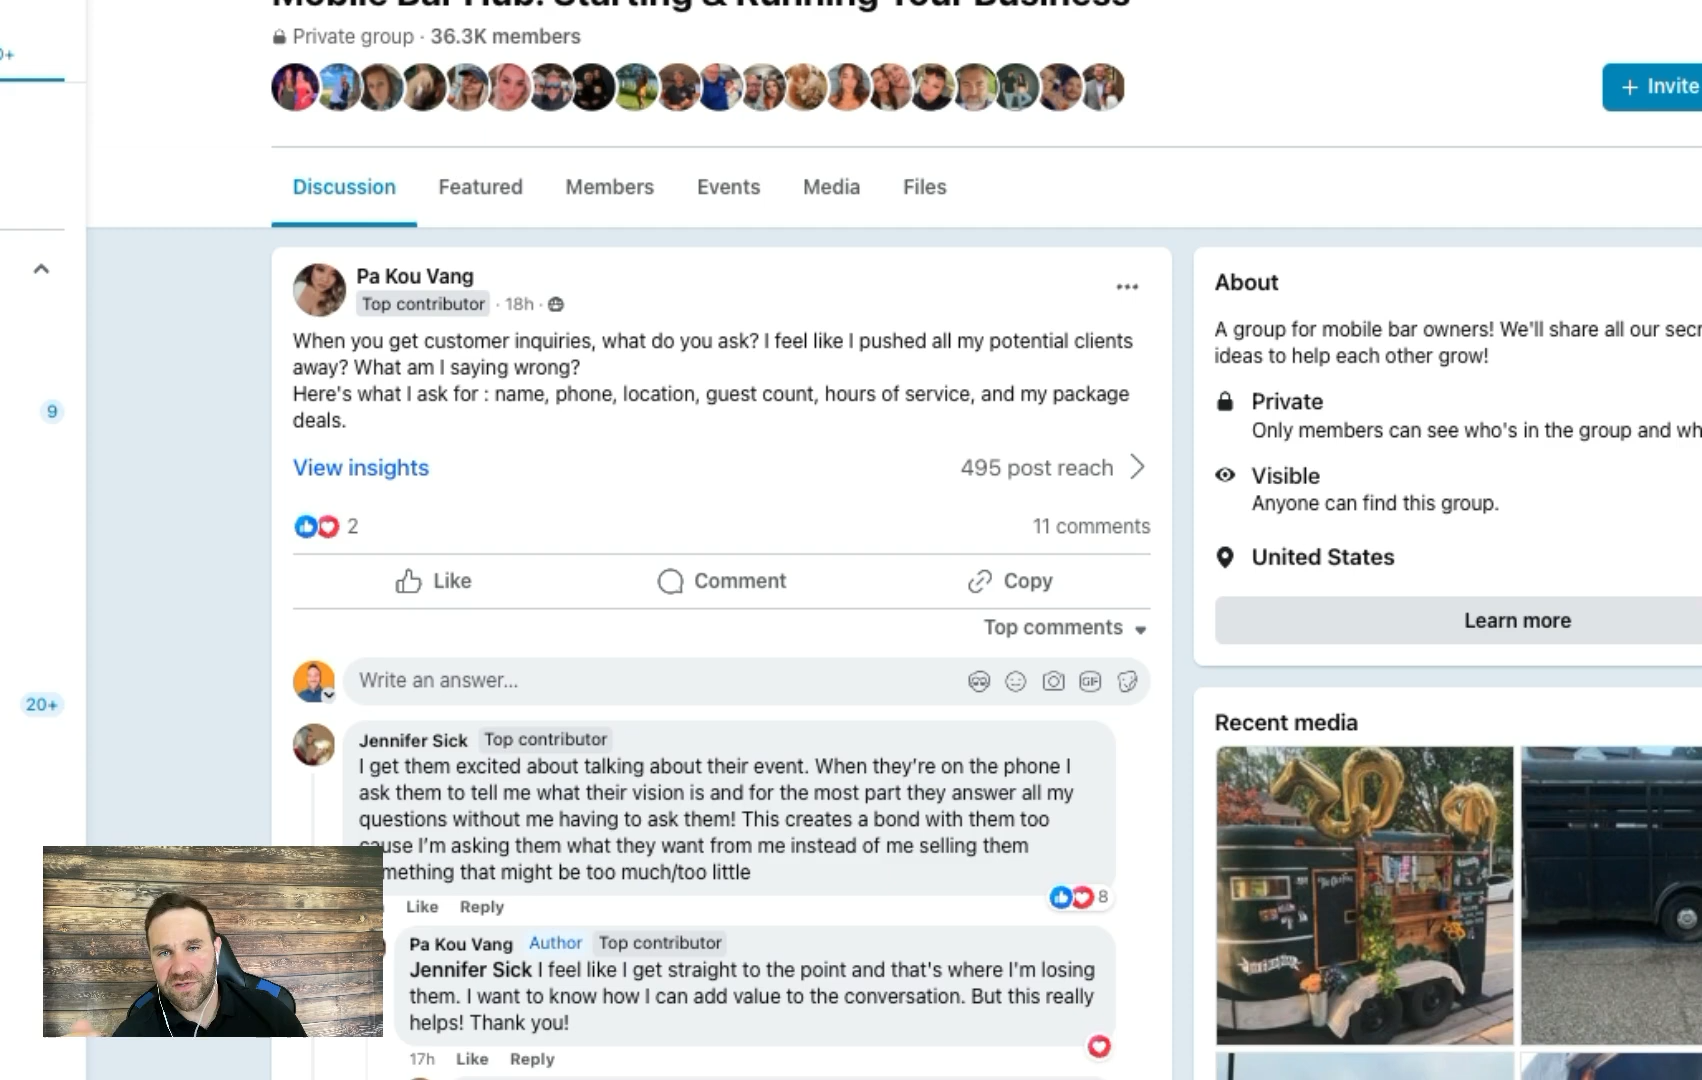 Mobile Bar Hub: Starting & Running Your Business
Private group · 36.3K members
+ Invite
Discussion
Featured
Members
Events
Media
Files
Pa Kou Vang
Top contributor · 18h ·
When you get customer inquiries, what do you ask? I feel like I pushed all my potential clients
away? What am I saying wrong?
Here's what I ask for : name, phone, location, guest count, hours of service, and my package
deals.
View insights
495 post reach
2
11 comments
Like
Comment
Copy
Top comments
Write an answer...
GIF
Jennifer Sick Top contributor
I get them excited about talking about their event. When they're on the phone I
ask them to tell me what their vision is and for the most part they answer all my
questions without me having to ask them! This creates a bond with them too
cause I'm asking them what they want from me instead of me selling them
mething that might be too much/too little
Like
Reply
8
Pa Kou Vang Author Top contributor
Jennifer Sick I feel like I get straight to the point and that's where I'm losing
them. I want to know how I can add value to the conversation. But this really
helps! Thank you!
17h
Like
Reply
About
A group for mobile bar owners! We'll share all our secr
ideas to help each other grow!
Private
Only members can see who's in the group and wh
Visible
Anyone can find this group.
United States
Learn more
Recent media
0+
9
20+